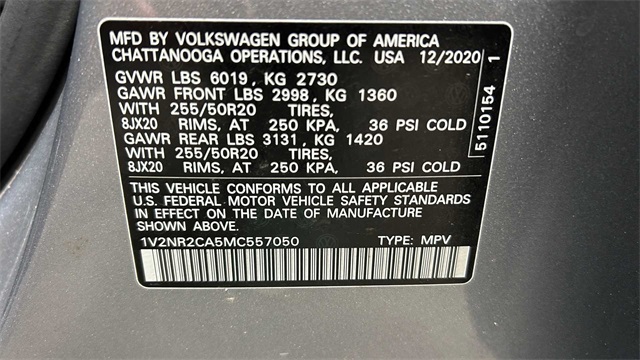 MFD BY VOLKSWAGEN GROUP OF AMERICA
CHATTANOOGA OPERATIONS, LLC. USA 12/2020
GVWR LBS 6019, KG 2730
GAWR FRONT LBS 2998, KG 1360
WITH 255/50R20 TIRES,
8JX20 RIMS, AT 250 KPA, 36 PSI COLD
GAWR REAR LBS 3131, KG 1420
WITH 255/50R20 TIRES,
8JX20 RIMS, AT 250 KPA, 36 PSI COLD
THIS VEHICLE CONFORMS TO ALL APPLICABLE
U.S. FEDERAL MOTOR VEHICLE SAFETY STANDARDS
IN EFFECT ON THE DATE OF MANUFACTURE
SHOWN ABOVE.
1V2NR2CA5MC557050 TYPE: MPV
5110154 1